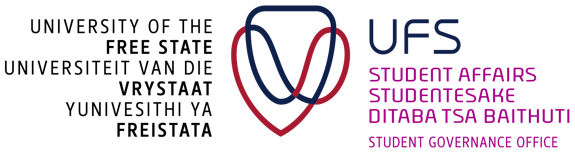 UNIVERSITY OF THE
FREE STATE
UNIVERSITEIT VAN DIE
VRYSTAAT
YUNIVESITHI YA
FREISTATA
UFS
STUDENT AFFAIRS
STUDENTESAKE
DITABA TSA BAITHUTI
STUDENT GOVERNANCE OFFICE